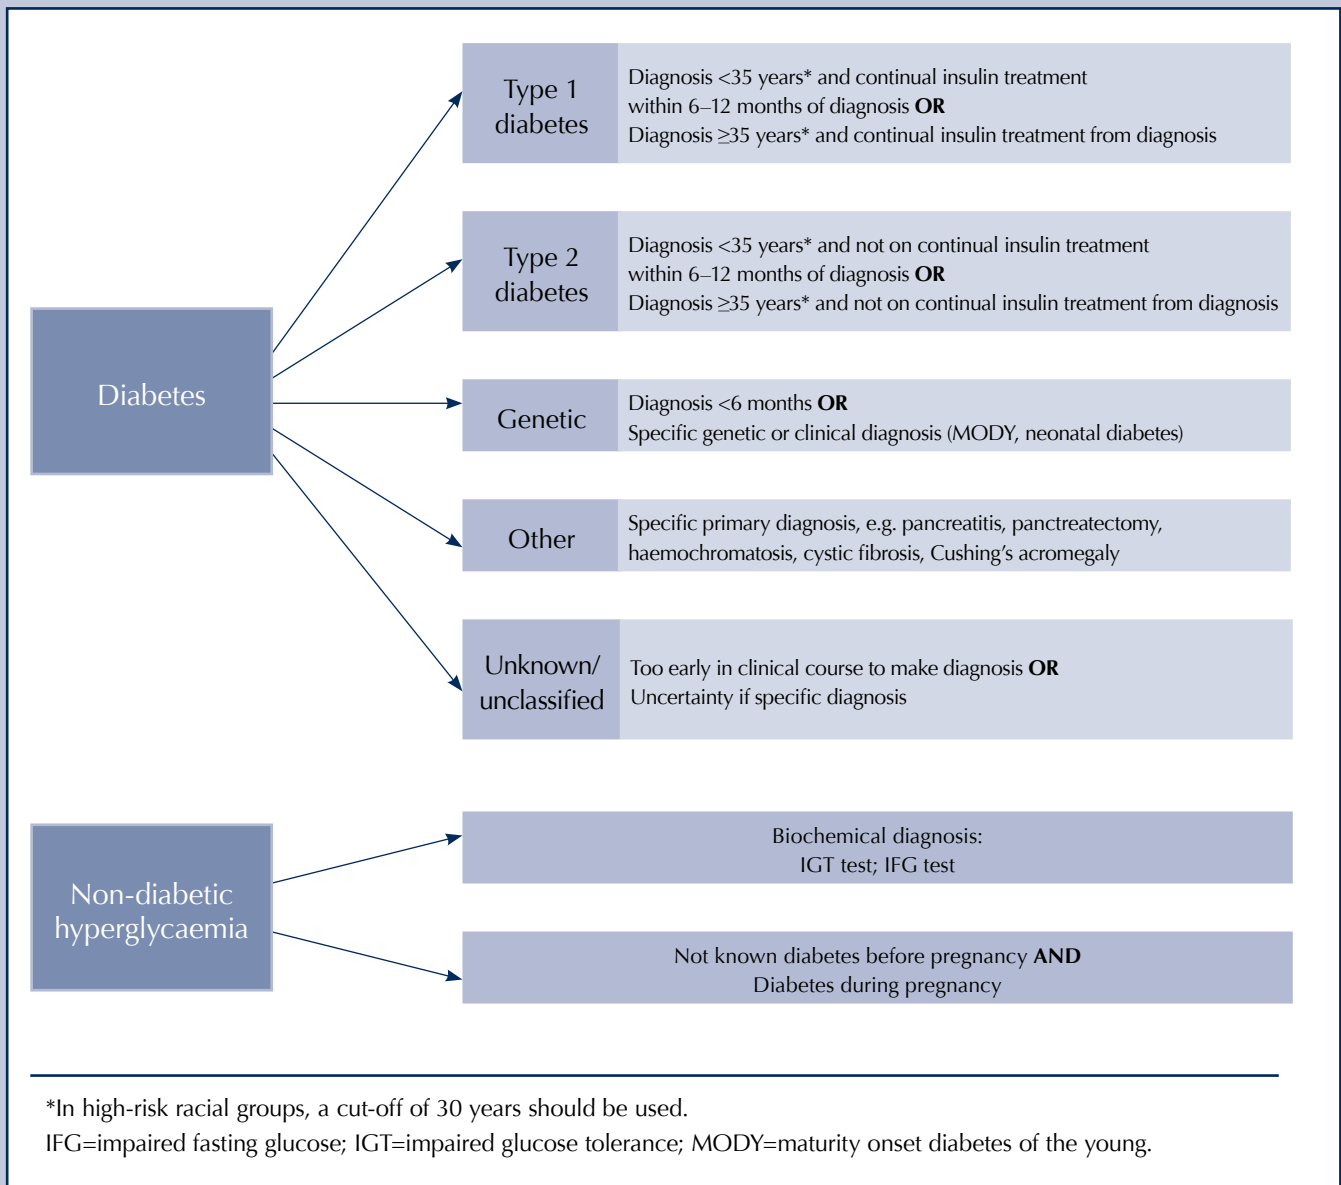 Type 1
diabetes
Diagnosis <35 years* and continual insulin treatment
within 6–12 months of diagnosis OR
Diagnosis ≥35 years* and continual insulin treatment from diagnosis
Type 2
diabetes
Diagnosis <35 years* and not on continual insulin treatment
within 6–12 months of diagnosis OR
Diagnosis ≥35 years* and not on continual insulin treatment from diagnosis
Diabetes
Genetic
Diagnosis <6 months OR
Specific genetic or clinical diagnosis (MODY, neonatal diabetes)
Other
Specific primary diagnosis, e.g. pancreatitis, panctreatectomy,
haemochromatosis, cystic fibrosis, Cushing’s acromegaly
Unknown/
unclassified
Too early in clinical course to make diagnosis OR
Uncertainty if specific diagnosis
Non-diabetic
hyperglycaemia
Biochemical diagnosis:
IGT test; IFG test
Not known diabetes before pregnancy AND
Diabetes during pregnancy
*In high-risk racial groups, a cut-off of 30 years should be used.
IFG=impaired fasting glucose; IGT=impaired glucose tolerance; MODY=maturity onset diabetes of the young.